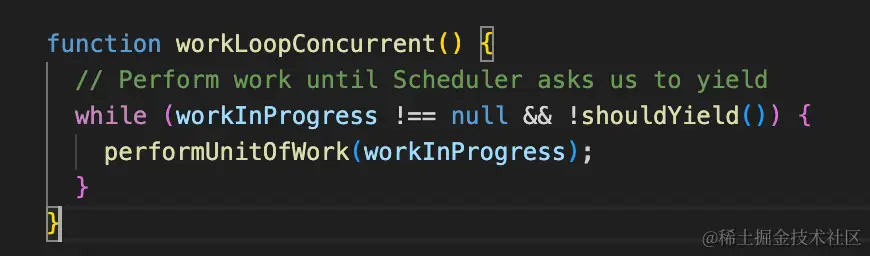 function workLoopConcurrent() {
  // Perform work until Scheduler asks us to yield
  while (workInProgress !== null && !shouldYield()) {
    performUnitOfWork(workInProgress);
  }
}
@稀土掘金技术社区